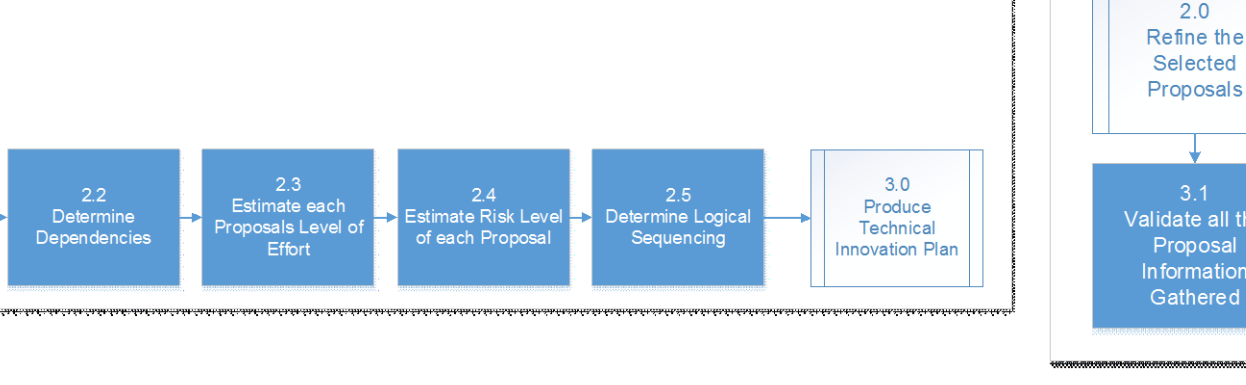 2.2
Determine
Dependencies
2.3
Estimate each
Proposals Level of
Effort
2.4
Estimate Risk Level
of each Proposal
2.5
Determine Logical
Sequencing
3.0
Produce
Technical
Innovation Plan
2.0
Refine the
Selected
Proposals
3.1
Validate all
Proposal
Information
Gathered